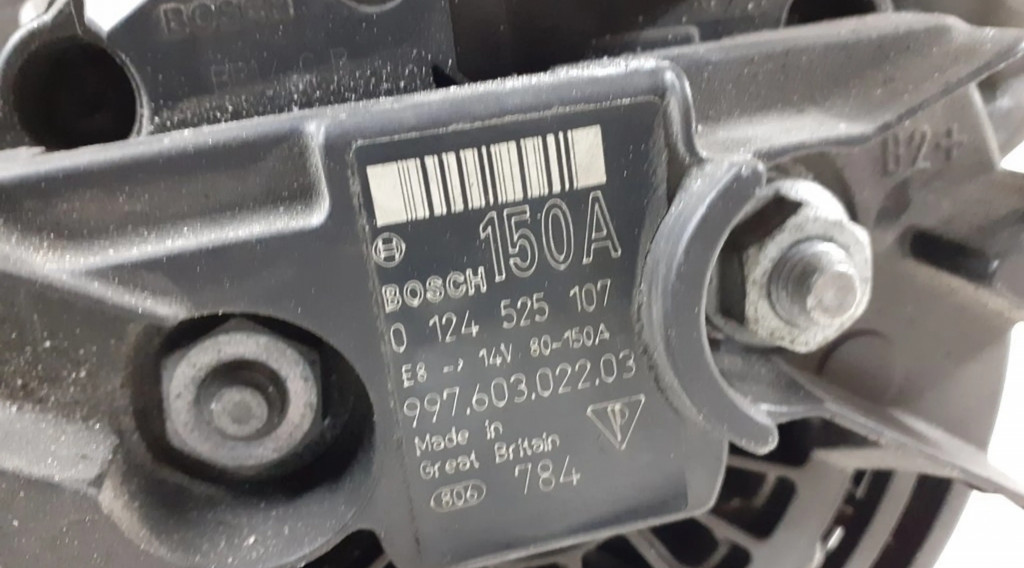 BOSCH
B2+
150A
BOSCH
0 124 525 107
E8 -> 14V 80-150A
997.603.022.03
Made in
Great Britain
806 784